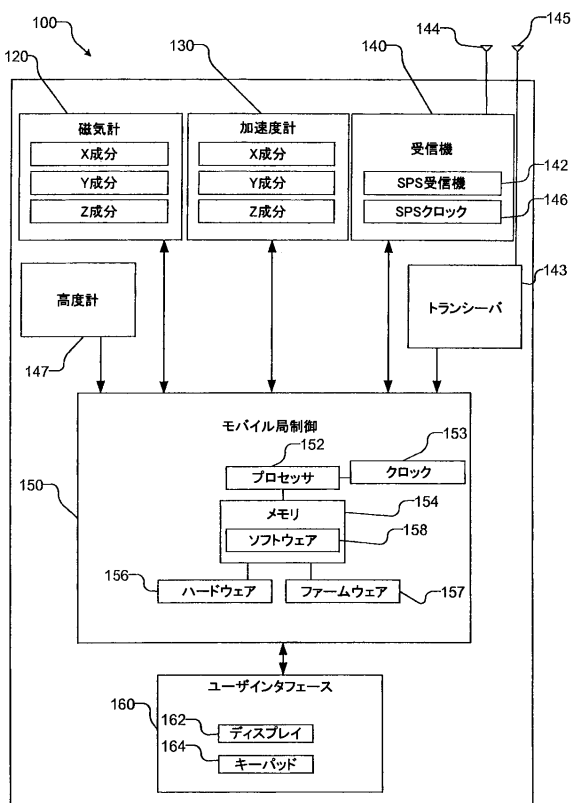 100
120
130
140
144
145
磁気計
X成分
Y成分
Z成分
加速度計
X成分
Y成分
Z成分
受信機
SPS受信機
SPSクロック
142
146
143
高度計
147
トランシーバ
モバイル局制御
150
152
プロセッサ
153
クロック
154
メモリ
ソフトウェア
158
156
ハードウェア
ファームウェア
157
ユーザインタフェース
160
162
ディスプレイ
164
キーパッド